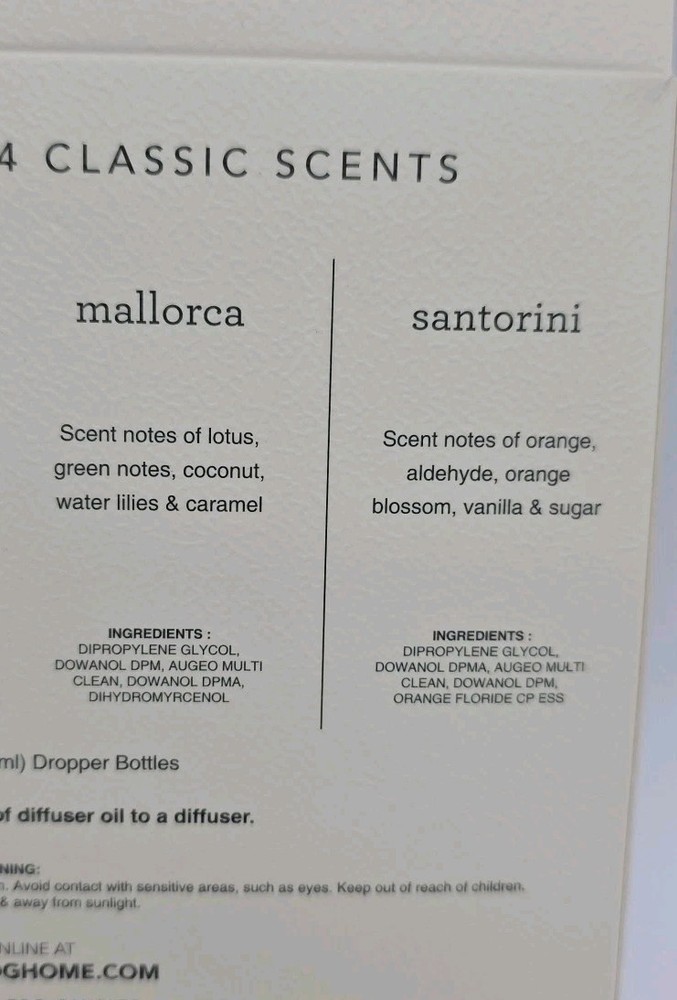 4 CLASSIC SCENTS
mallorca
Scent notes of lotus,
green notes, coconut,
water lilies & caramel
INGREDIENTS :
DIPROPYLENE GLYCOL,
DOWANOL DPM, AUGEO MULTI
CLEAN, DOWANOL DPMA,
DIHYDROMYRCENOL
santorini
Scent notes of orange,
aldehyde, orange
blossom, vanilla & sugar
INGREDIENTS :
DIPROPYLENE GLYCOL,
DOWANOL DPMA, AUGEO MULTI
CLEAN, DOWANOL DPM,
ORANGE FLORIDE CP ESS
ml) Dropper Bottles
of diffuser oil to a diffuser.
NING:
n. Avoid contact with sensitive areas, such as eyes. Keep out of reach of children.
& away from sunlight.
NLINE AT
GHOME.COM